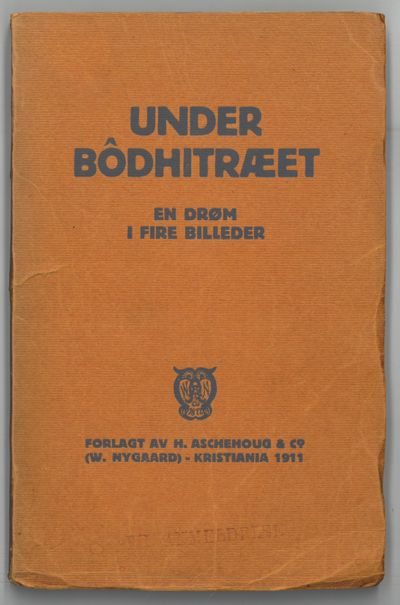 UNDER
BÔDHITRÆET
EN DRØM
I FIRE BILLEDER
FORLAGT AV H. ASCHEHOUG & Cº
(W. NYGAARD) - KRISTIANIA 1911